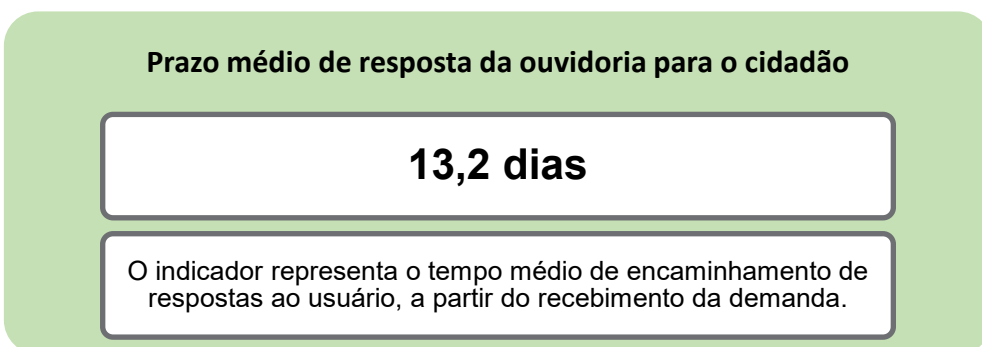 Prazo médio de resposta da ouvidoria para o cidadão
13,2 dias
O indicador representa o tempo médio de encaminhamento de
respostas ao usuário, a partir do recebimento da demanda.